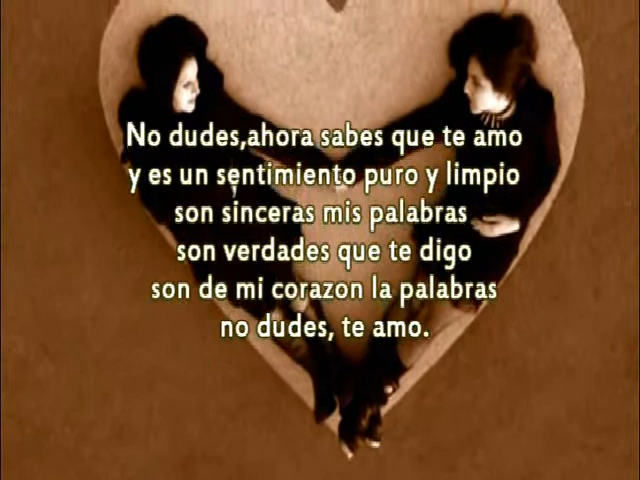 No dudes,ahora sabes que te amo
y es un sentimiento puro y limpio
son sinceras mis palabras
son verdades que te digo
son de mi corazon la palabras
no dudes, te amo.